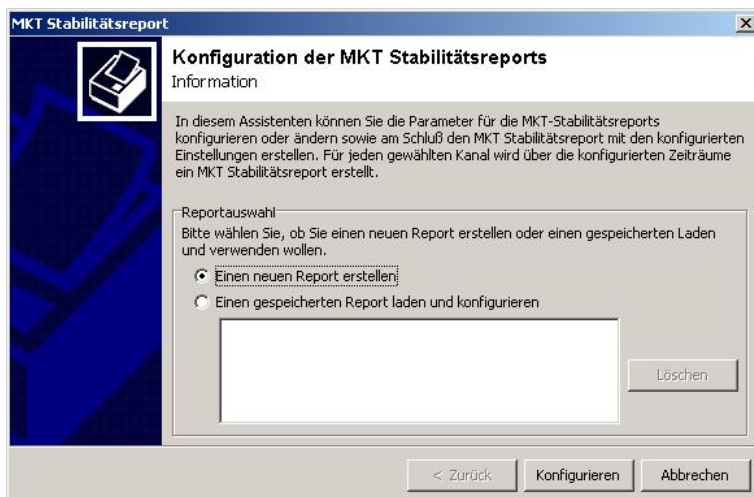 MKT Stabilitätsreport
Konfiguration der MKT Stabilitätsreports
Information
In diesem Assistenten können Sie die Parameter für die MKT-Stabilitätsreports
konfigurieren oder ändern sowie am Schluß den MKT Stabilitätsreport mit den konfigurierten
Einstellungen erstellen. Für jeden gewählten Kanal wird über die konfigurierten Zeiträume
ein MKT Stabilitätsreport erstellt.
Reportauswahl
Bitte wählen Sie, ob Sie einen neuen Report erstellen oder einen gespeicherten Laden
und verwenden wollen.
Einen neuen Report erstellen
Einen gespeicherten Report laden und konfigurieren
Löschen
< Zurück
Konfigurieren
Abbrechen